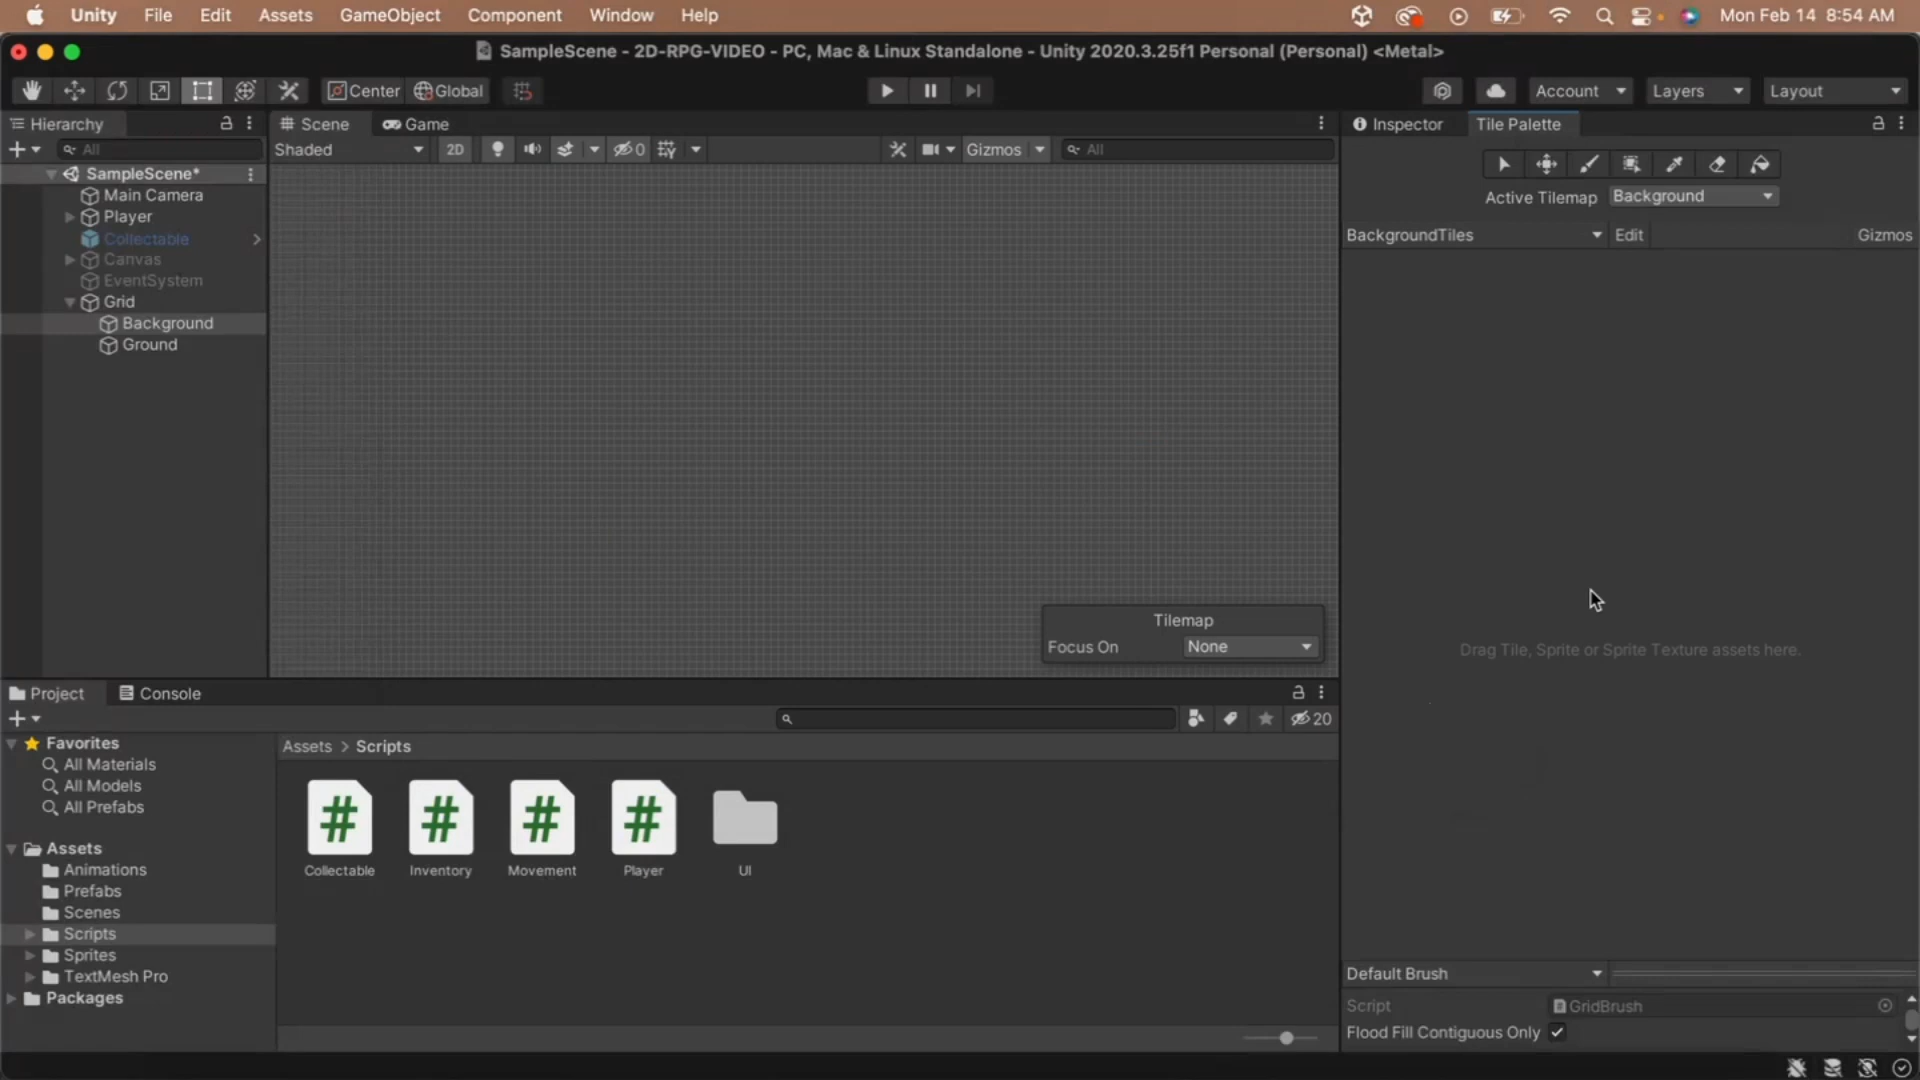 Unity File Edit Assets GameObject Component Window Help Mon Feb 14 8:54 AM
SampleScene - 2D-RPG-VIDEO - PC, Mac & Linux Standalone - Unity 2020.3.25f1 Personal (Personal) <Metal>
Center Global Account Layers Layout
Hierarchy
All
SampleScene*
Main Camera
Player
Collectable
Canvas
EventSystem
Grid
Background
Ground
Scene Game
Shaded 2D 0 Gizmos All
Tilemap
Focus On None
Inspector Tile Palette
Active Tilemap Background
BackgroundTiles Edit Gizmos
Drag Tile, Sprite or Sprite Texture assets here.
Default Brush
Script GridBrush
Flood Fill Contiguous Only
Project Console
20
Favorites
All Materials
All Models
All Prefabs
Assets
Animations
Prefabs
Scenes
Scripts
Sprites
TextMesh Pro
Packages
Assets > Scripts
# # # #
Collectable Inventory Movement Player UI